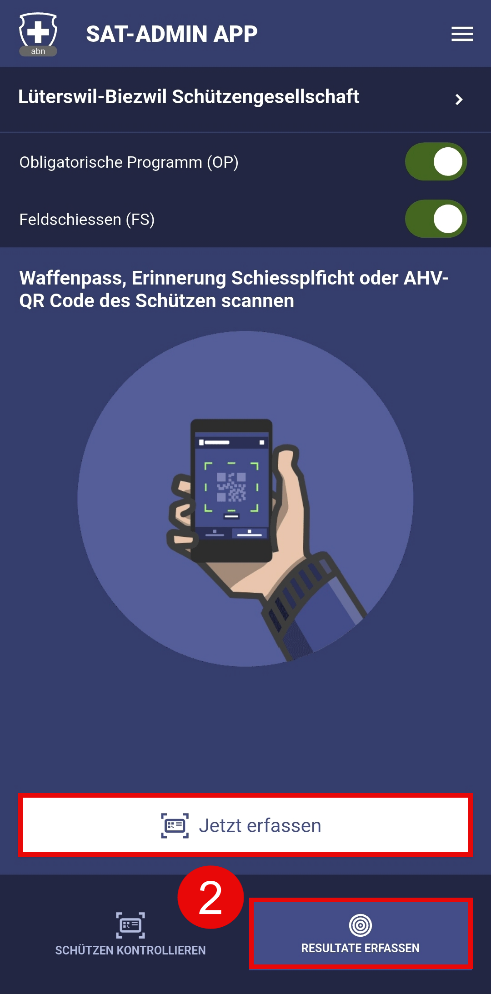 abn
SAT-ADMIN APP
Lüterswil-Biezwil Schützengesellschaft
Obligatorische Programm (OP)
Feldschiessen (FS)
Waffenpass, Erinnerung Schiessplficht oder AHV-
QR Code des Schützen scannen
Jetzt erfassen
2
SCHÜTZEN KONTROLLIEREN
RESULTATE ERFASSEN